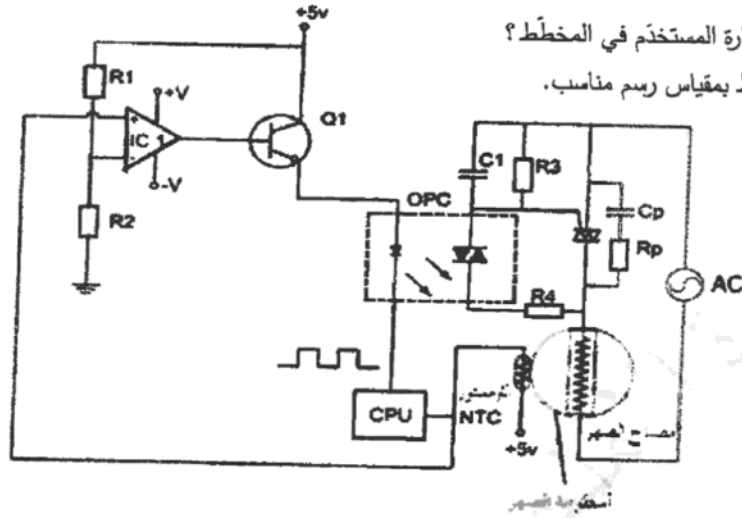 +5v
المستخدَم في المخطّط؟
بمقياس رسم مناسب.
R1
+V
Q1
IC 1
+
-
-V
R2
C1
R3
OPC
Cp
Rp
AC
R4
CPU
NTC
+5v